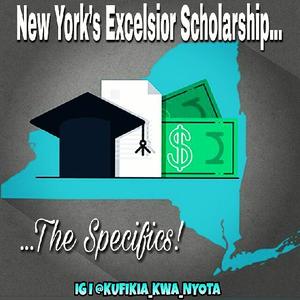 New York's Excelsior Scholarship...
$
...The Specifics!
IG | @KUFIKIA_KWA_NYOTA